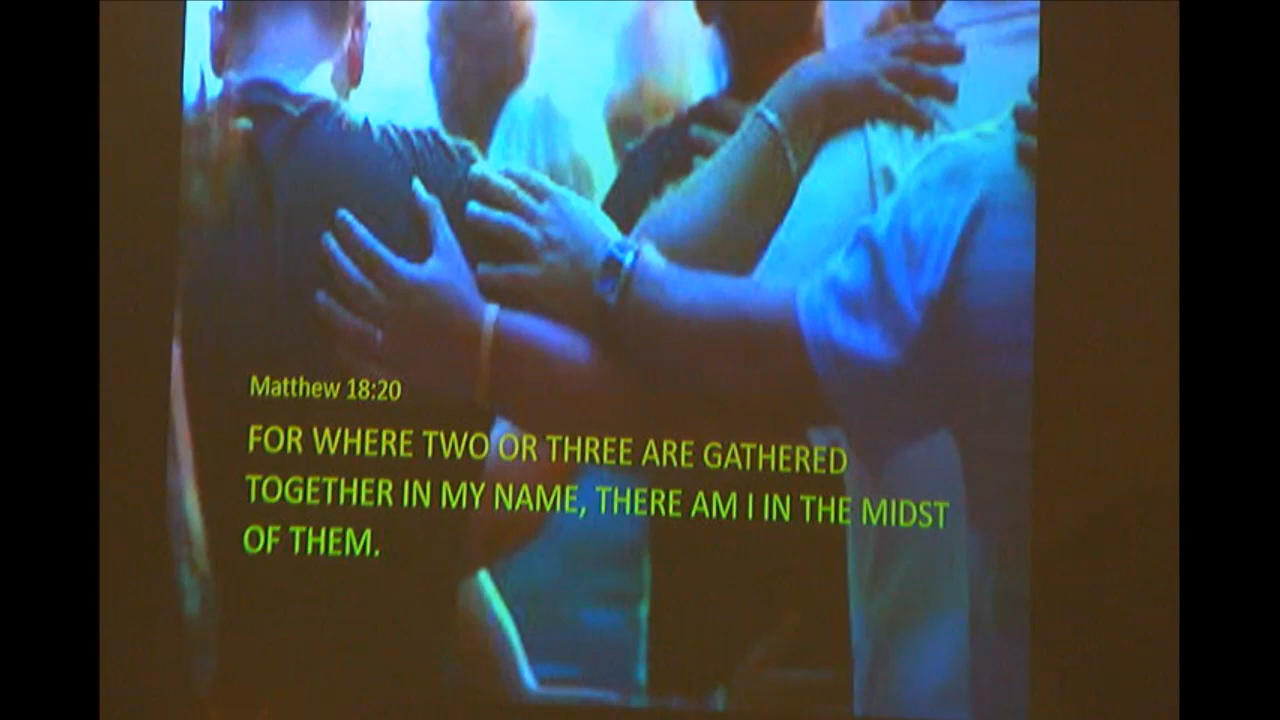 Matthew 18:20
FOR WHERE TWO OR THREE ARE GATHERED
TOGETHER IN MY NAME, THERE AM I IN THE MIDST
OF THEM.